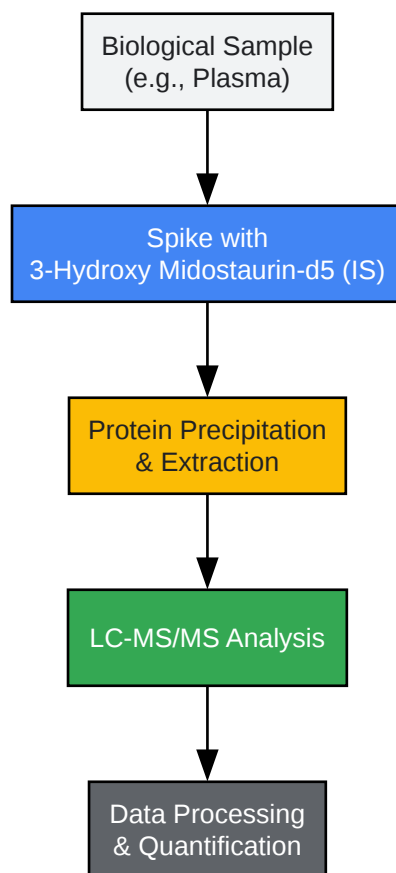 Biological Sample
(e.g., Plasma)
Spike with
3-Hydroxy Midostaurin-d5 (IS)
Protein Precipitation
& Extraction
LC-MS/MS Analysis
Data Processing
& Quantification